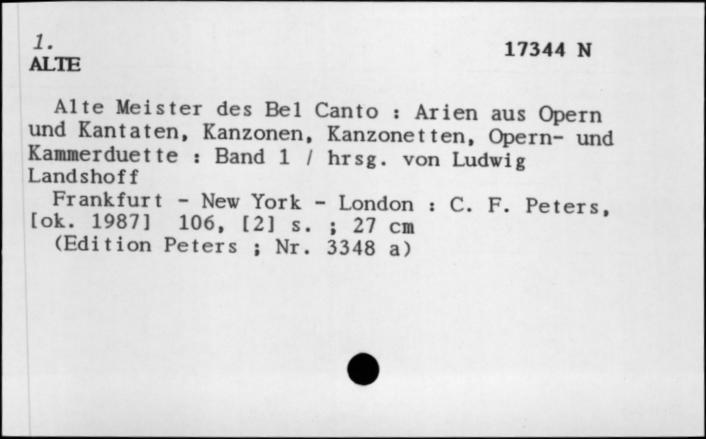 1.
17344 N
ALTE
Alte Meister des Bel Canto : Arien aus Opern
und Kantaten, Kanzonen, Kanzonetten, Opern- und
Kammerduette : Band 1 / hrsg. von Ludwig
Landshoff
Frankfurt - New York - London : C. F. Peters,
[ok. 1987] 106, [2] s. ; 27 cm
(Edition Peters ; Nr. 3348 a)